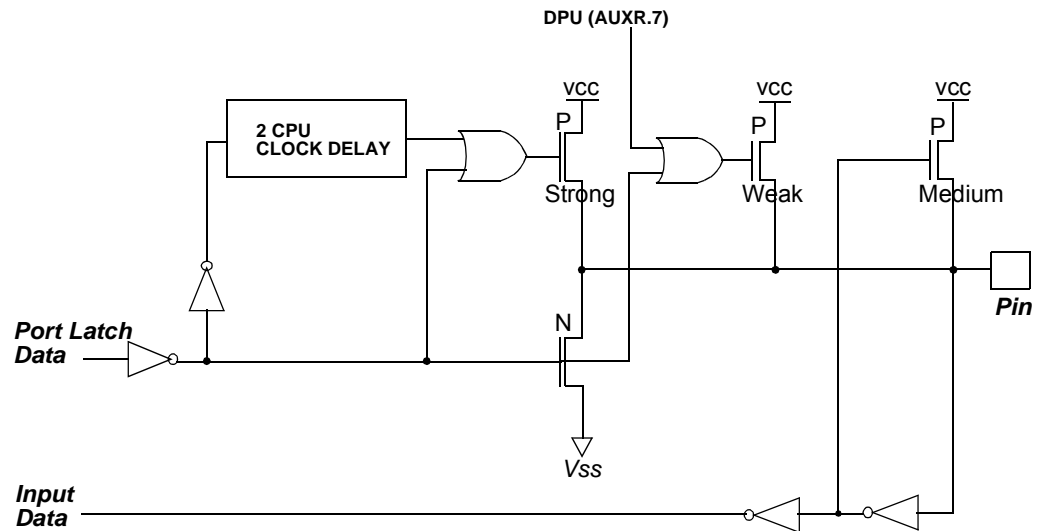 DPU (AUXR.7)
VCC
VCC
VCC
P
P
P
2 CPU
CLOCK DELAY
Strong
Weak
Medium
Pin
N
Port Latch
Data
Vss
Input
Data